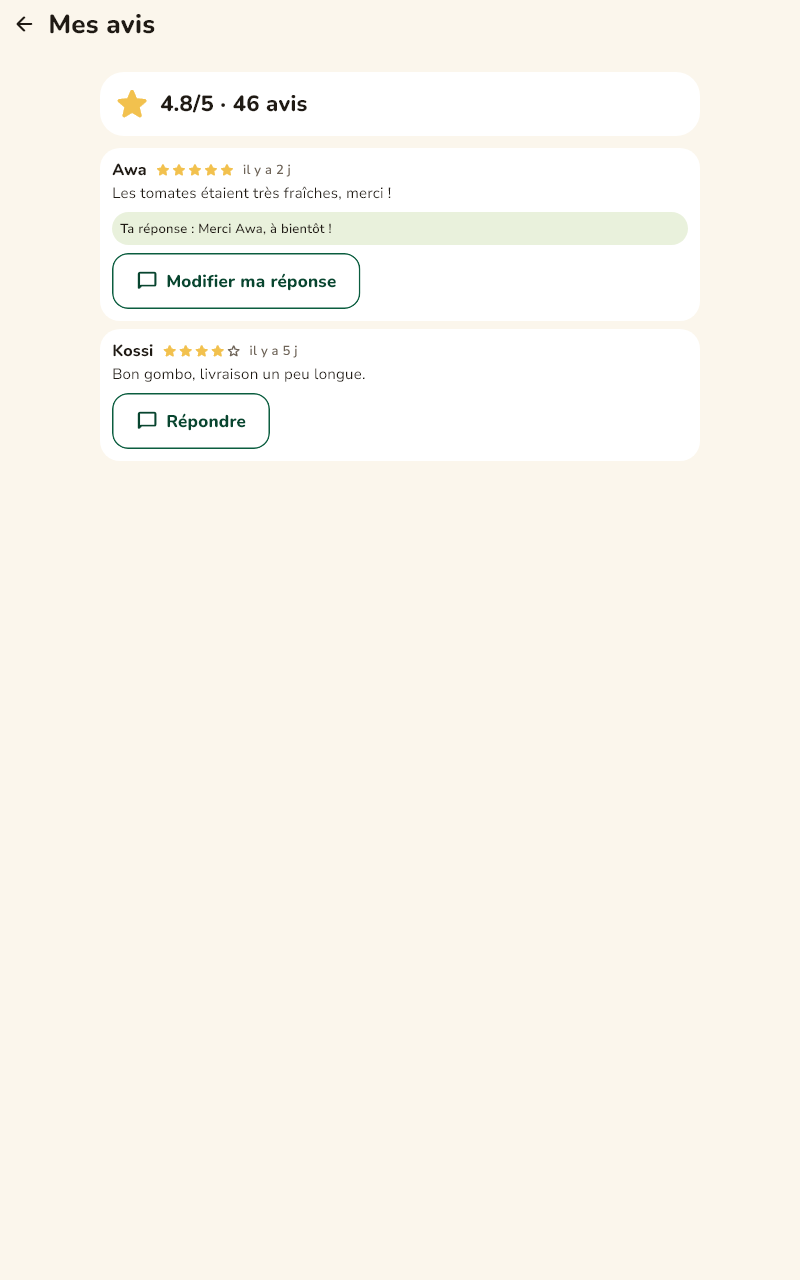 Mes avis
4.8/5 · 46 avis
Awa il y a 2 j
Les tomates étaient très fraîches, merci !
Ta réponse : Merci Awa, à bientôt !
Modifier ma réponse
Kossi il y a 5 j
Bon gombo, livraison un peu longue.
Répondre